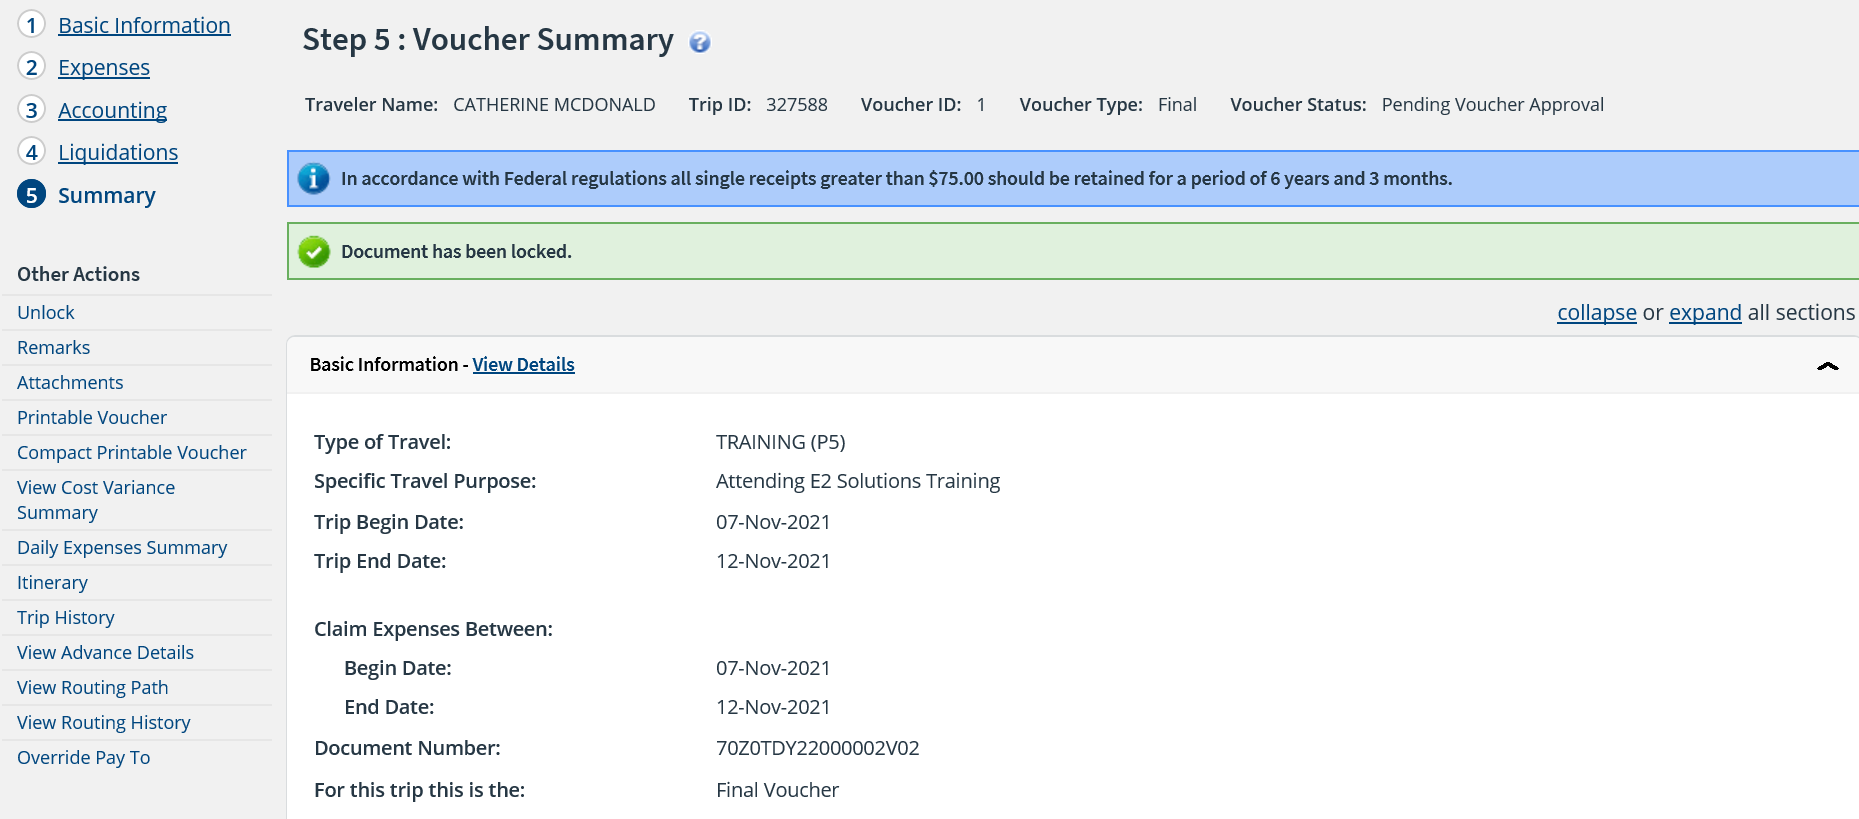 1 Basic Information
2 Expenses
3 Accounting
4 Liquidations
5 Summary
Other Actions
Unlock
Remarks
Attachments
Printable Voucher
Compact Printable Voucher
View Cost Variance
Summary
Daily Expenses Summary
Itinerary
Trip History
View Advance Details
View Routing Path
View Routing History
Override Pay To
Step 5 : Voucher Summary ?
Traveler Name: CATHERINE MCDONALD Trip ID: 327588 Voucher ID: 1 Voucher Type: Final Voucher Status: Pending Voucher Approval
i In accordance with Federal regulations all single receipts greater than $75.00 should be retained for a period of 6 years and 3 months.
Document has been locked.
collapse or expand all sections
Basic Information - View Details
Type of Travel: TRAINING (P5)
Specific Travel Purpose: Attending E2 Solutions Training
Trip Begin Date: 07-Nov-2021
Trip End Date: 12-Nov-2021
Claim Expenses Between:
Begin Date: 07-Nov-2021
End Date: 12-Nov-2021
Document Number: 70Z0TDY22000002V02
For this trip this is the: Final Voucher